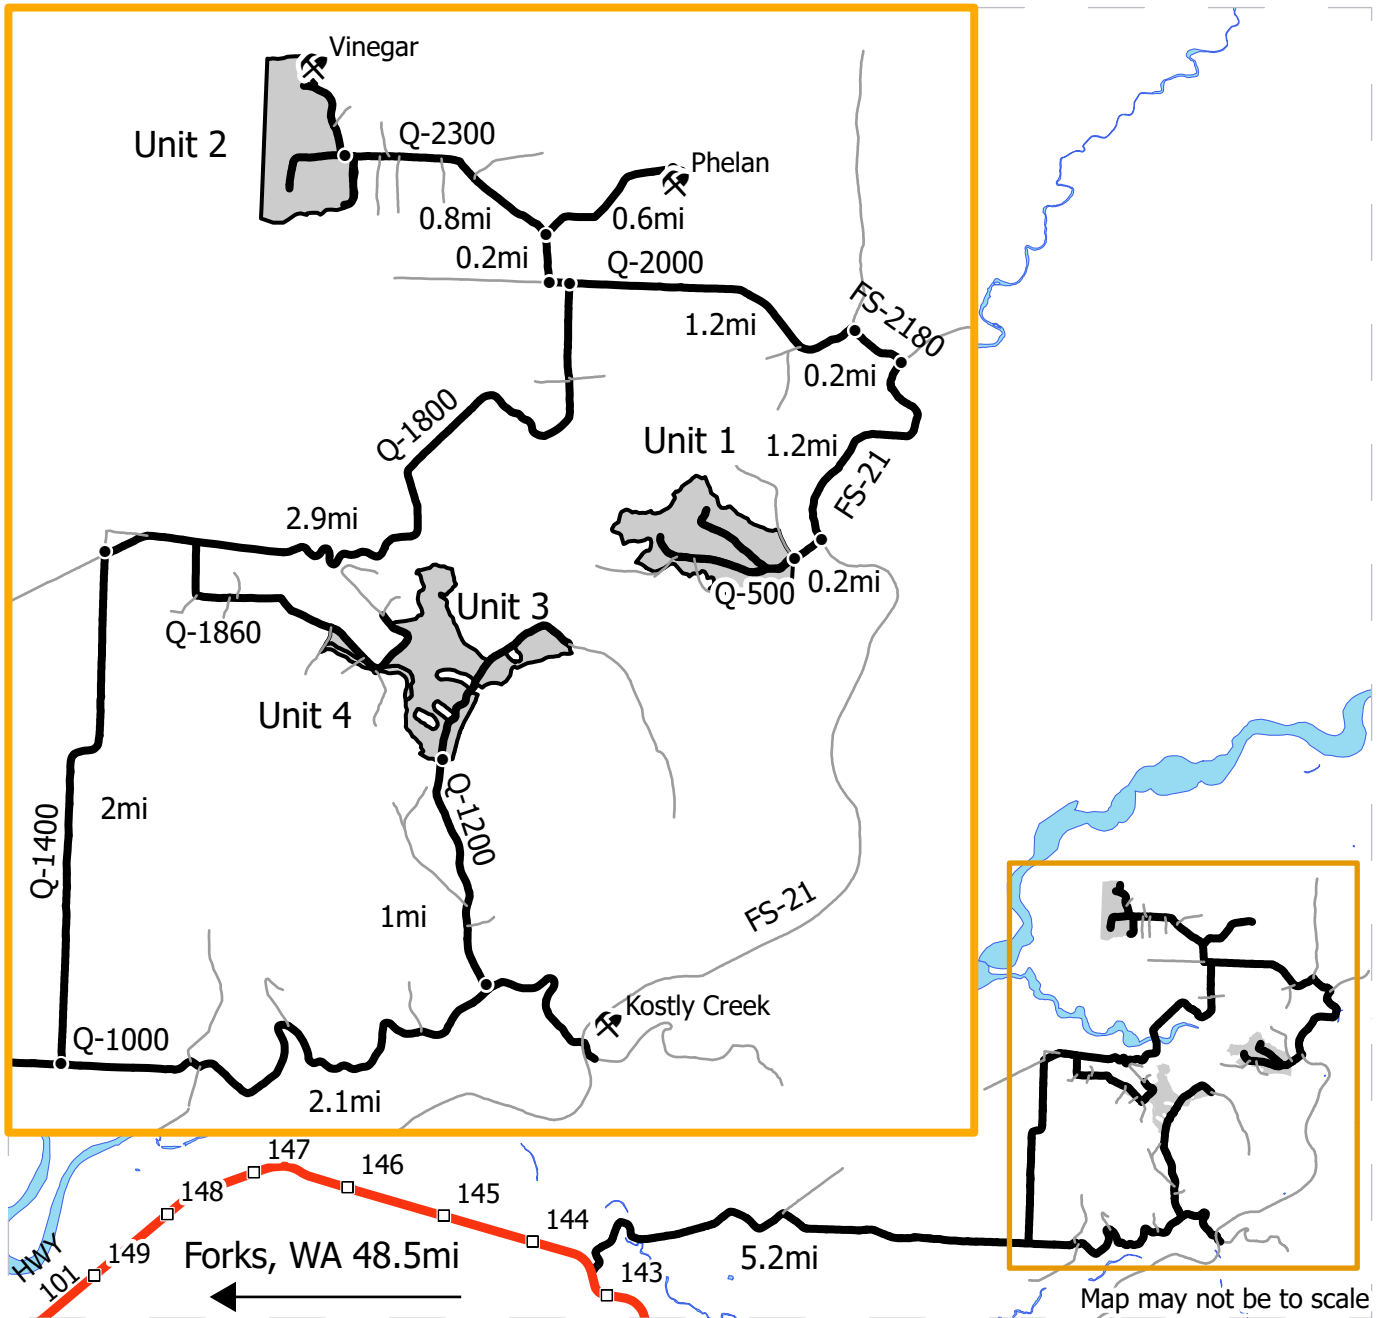 Vinegar
Unit 2
Q-2300
Phelan
0.8mi
0.6mi
0.2mi
Q-2000
FS-2180
1.2mi
0.2mi
Q-1800
Unit 1
1.2mi
FS-21
2.9mi
Q-500
0.2mi
Unit 3
Q-1860
Unit 4
Q-1400
2mi
Q-1200
1mi
FS-21
Kostly Creek
Q-1000
2.1mi
147
146
148
145
144
149
HWY
101
Forks, WA 48.5mi
143
5.2mi
Map may not be to scale